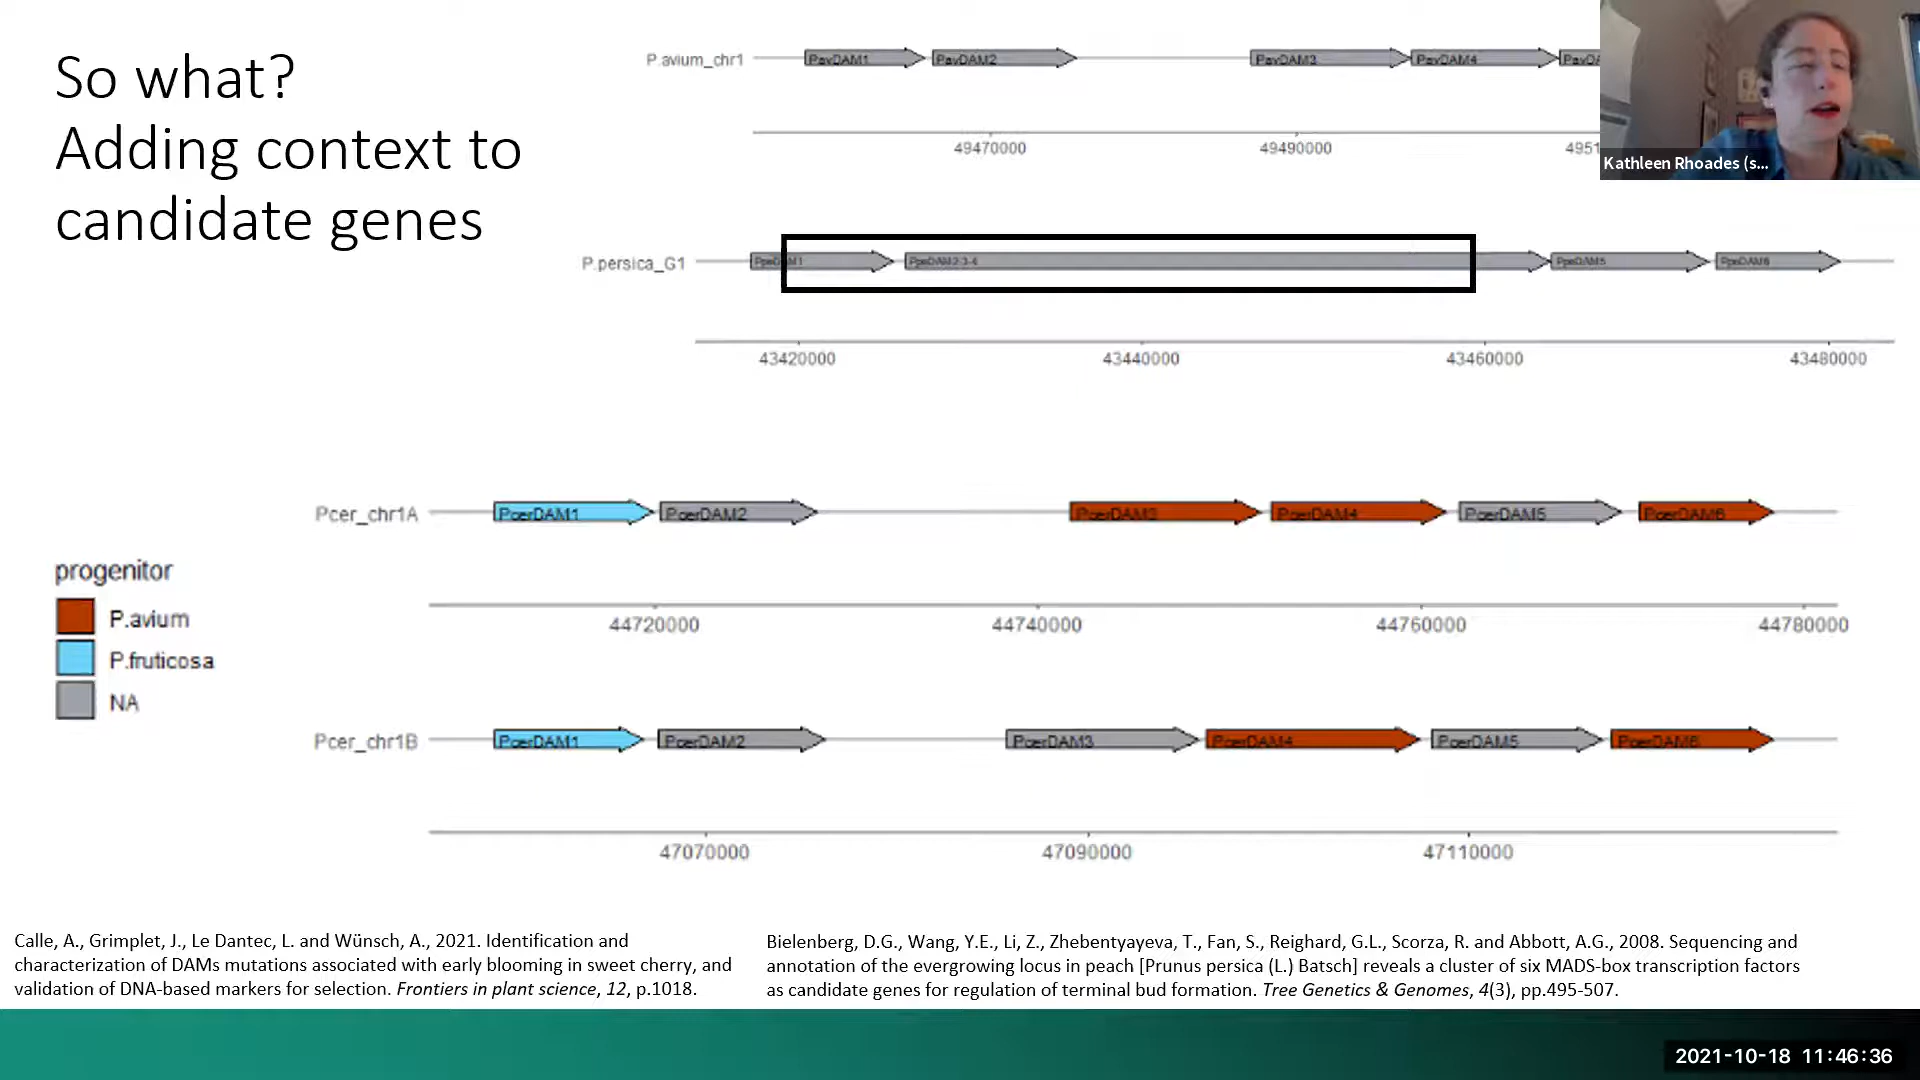 So what?
Adding context to
candidate genes
P.avium_chr1
PavDAM1
PavDAM2
PavDAM3
PavDAM4
49470000
49490000
Kathleen Rhoades (s...
P.persica_G1
PpeDAM1
PpeDAM2-3-4
PpeDAM5
PpeDAM6
43420000
43440000
43460000
43480000
Pcer_chr1A
PcerDAM1
PcerDAM2
PcerDAM3
PcerDAM4
PcerDAM5
PcerDAM6
44720000
44740000
44760000
44780000
progenitor
P.avium
P.fruticosa
NA
Pcer_chr1B
PcerDAM1
PcerDAM2
PcerDAM3
PcerDAM4
PcerDAM5
PcerDAM6
47070000
47090000
47110000
Calle, A., Grimplet, J., Le Dantec, L. and Wünsch, A., 2021. Identification and
characterization of DAMs mutations associated with early blooming in sweet cherry, and
validation of DNA-based markers for selection. Frontiers in plant science, 12, p.1018.
Bielenberg, D.G., Wang, Y.E., Li, Z., Zhebentyayeva, T., Fan, S., Reighard, G.L., Scorza, R. and Abbott, A.G., 2008. Sequencing and
annotation of the evergrowing locus in peach [Prunus persica (L.) Batsch] reveals a cluster of six MADS-box transcription factors
as candidate genes for regulation of terminal bud formation. Tree Genetics & Genomes, 4(3), pp.495-507.
2021-10-18 11:46:36